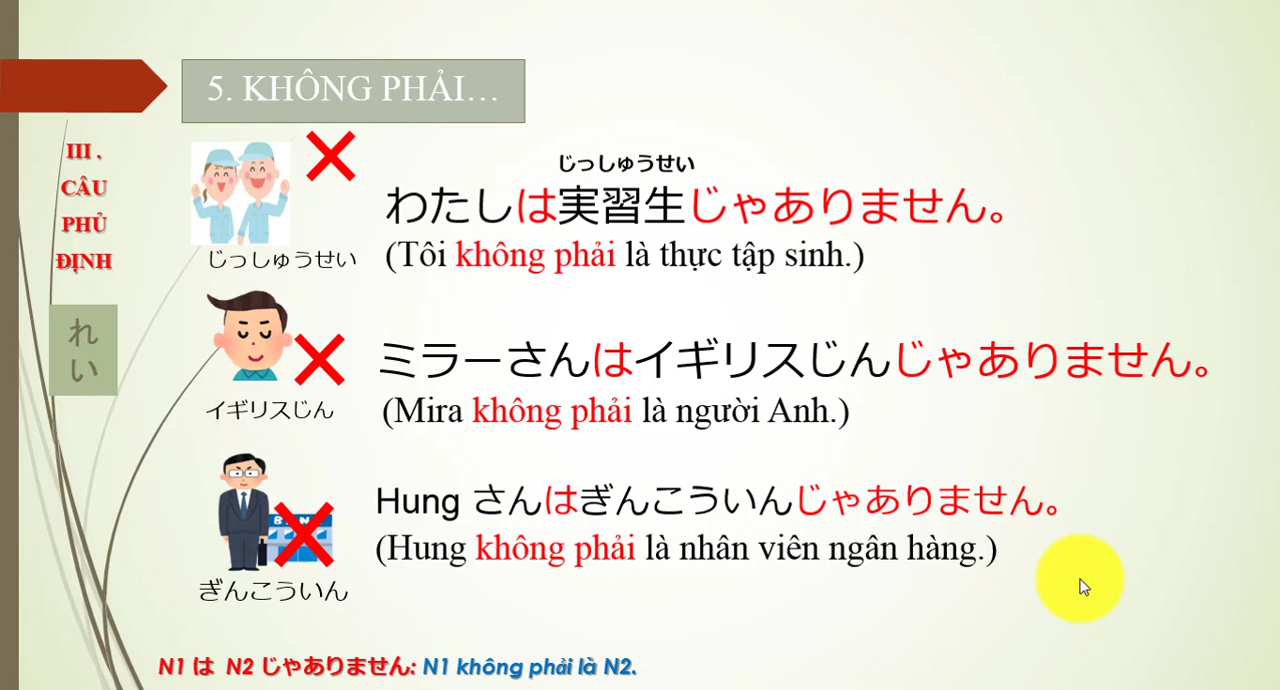 5. KHÔNG PHẢI…
III .
CÂU
PHỦ
ĐỊNH
れ
い
じっしゅうせい
わたしは実習生じゃありません。
(Tôi không phải là thực tập sinh.)
じっしゅうせい
ミラーさんはイギリスじんじゃありません。
(Mira không phải là người Anh.)
イギリスじん
Hung さんはぎんこういんじゃありません。
(Hung không phải là nhân viên ngân hàng.)
ぎんこういん
N1 は N2 じゃありません: N1 không phải là N2.